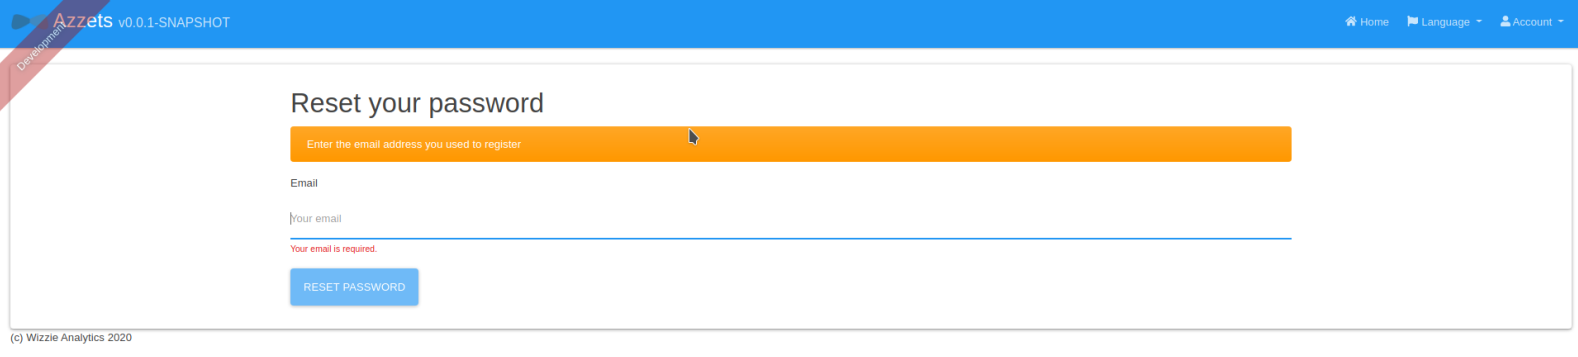 Azzets v0.0.1-SNAPSHOT
Home Language Account
Development
Reset your password
Enter the email address you used to register
Email
Your email
Your email is required.
RESET PASSWORD
(c) Wizzie Analytics 2020